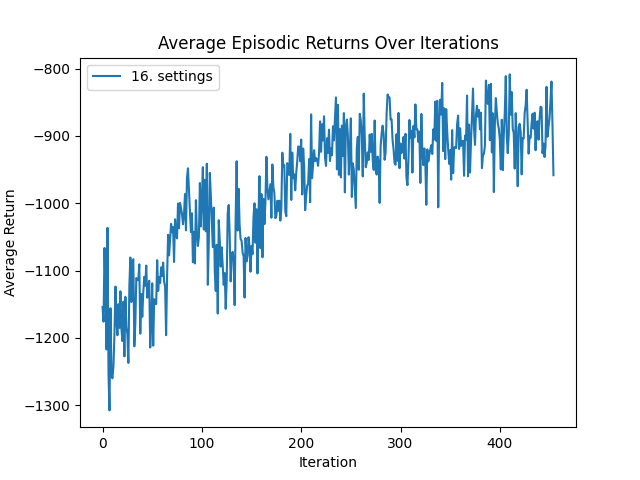 Average Episodic Returns Over Iterations
16. settings
Average Return
−800
−900
−1000
−1100
−1200
−1300
0
100
200
300
400
Iteration